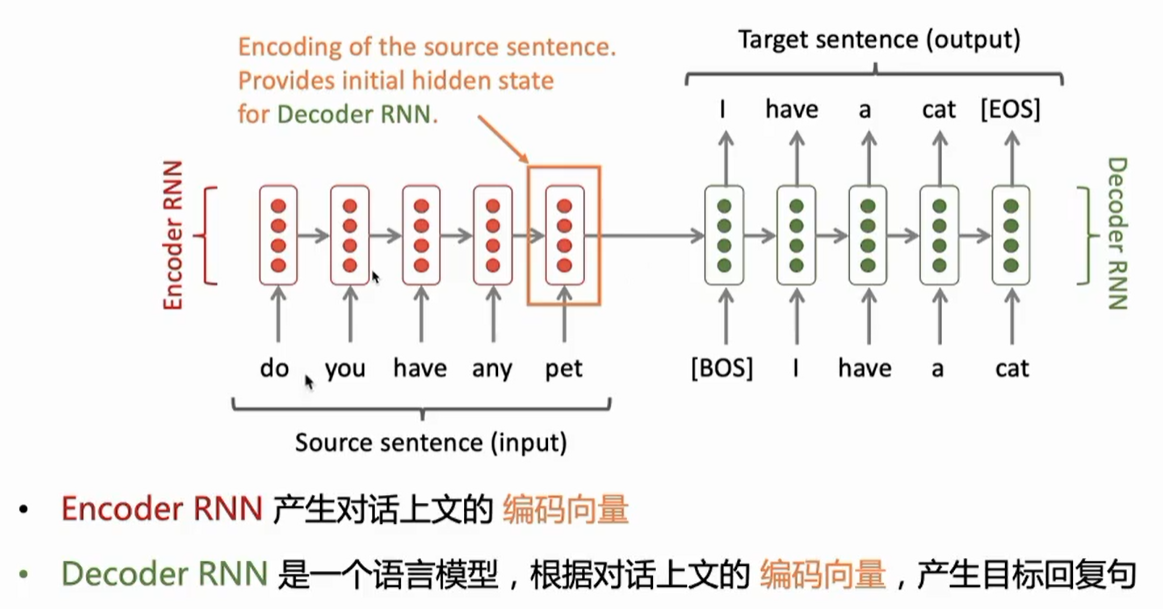 Encoding of the source sentence.
Provides initial hidden state
for Decoder RNN.
Target sentence (output)
I have a cat [EOS]
Encoder RNN
Decoder RNN
do you have any pet
[BOS] I have a cat
Source sentence (input)
• Encoder RNN 产生对话上文的 编码向量
• Decoder RNN 是一个语言模型，根据对话上文的 编码向量，产生目标回复句